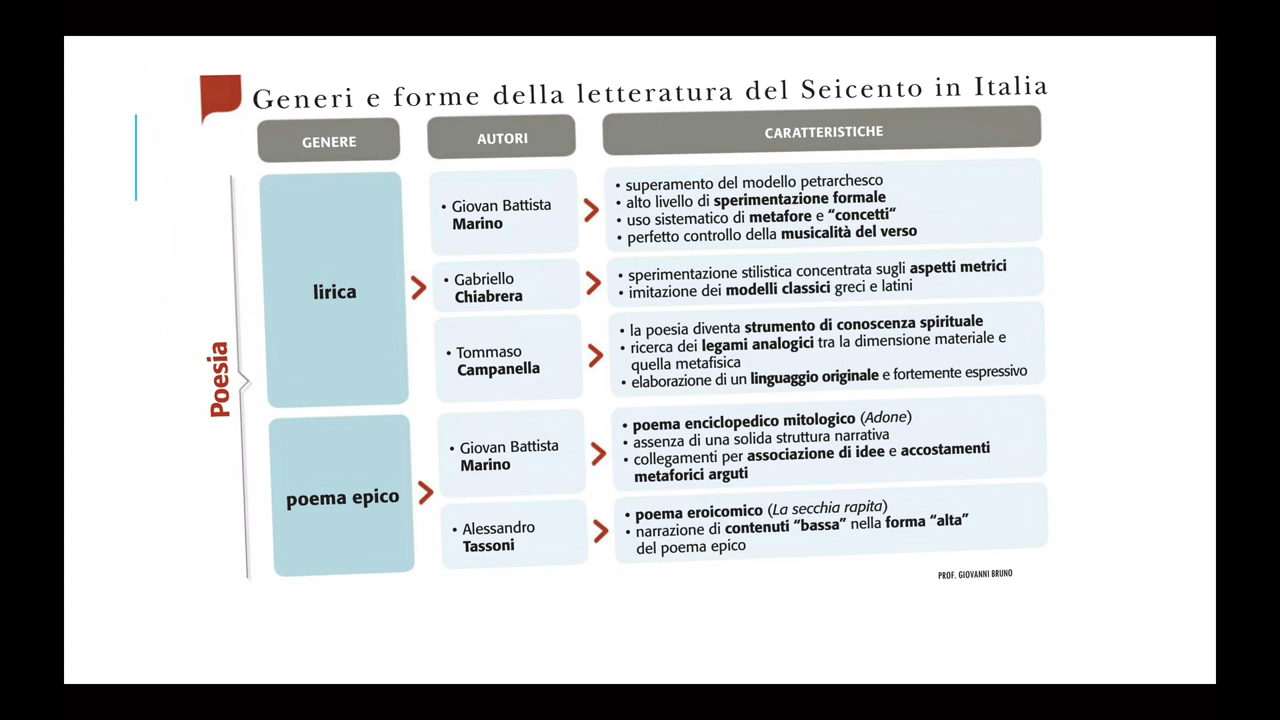 Generi e forme della letteratura del Seicento in Italia
GENERE
AUTORI
CARATTERISTICHE
Poesia
lirica
• Giovan Battista
Marino
• superamento del modello petrarchesco
• alto livello di sperimentazione formale
• uso sistematico di metafore e “concetti“
• perfetto controllo della musicalità del verso
• Gabriello
Chiabrera
• sperimentazione stilistica concentrata sugli aspetti metrici
• imitazione dei modelli classici greci e latini
• Tommaso
Campanella
• la poesia diventa strumento di conoscenza spirituale
• ricerca dei legami analogici tra la dimensione materiale e
quella metafisica
• elaborazione di un linguaggio originale e fortemente espressivo
poema epico
• Giovan Battista
Marino
• poema enciclopedico mitologico (Adone)
• assenza di una solida struttura narrativa
• collegamenti per associazione di idee e accostamenti
metaforici arguti
• Alessandro
Tassoni
• poema eroicomico (La secchia rapita)
• narrazione di contenuti “bassa” nella forma “alta”
del poema epico
PROF. GIOVANNI BRUNO